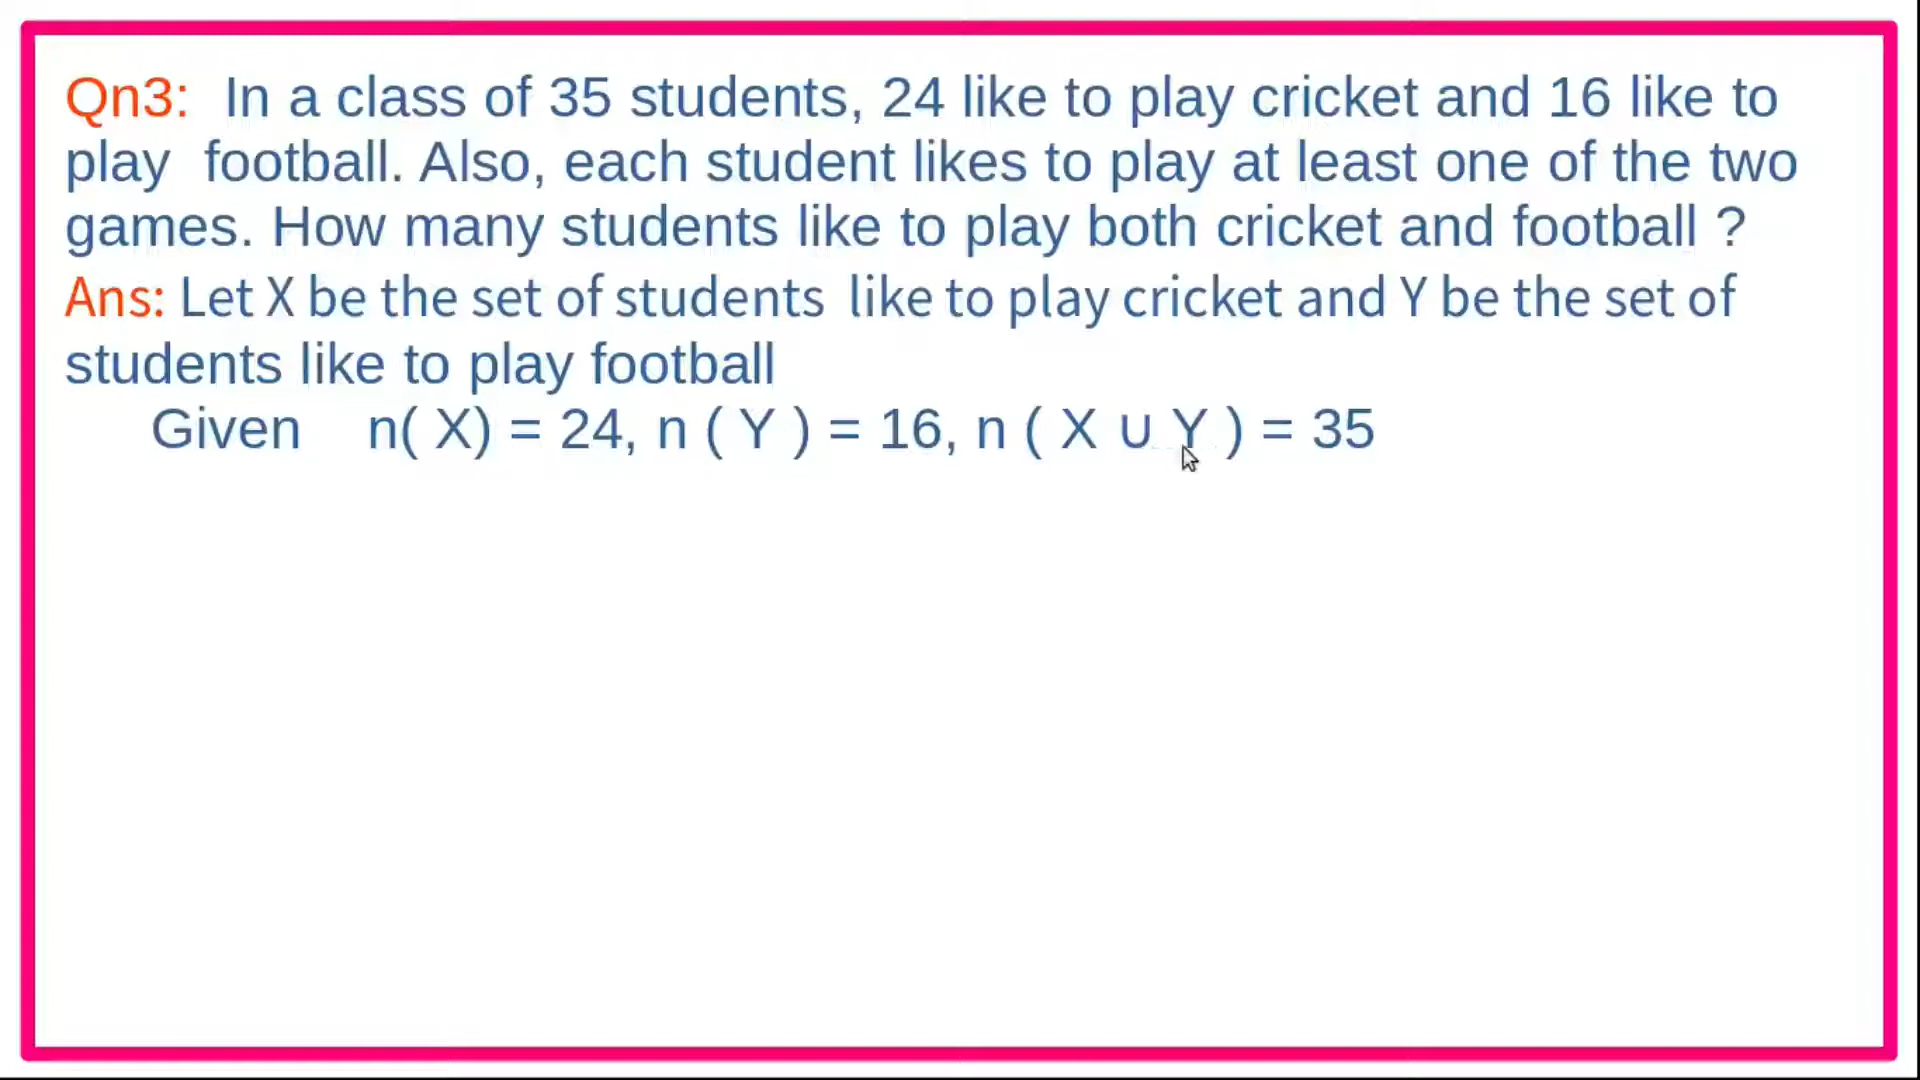 Qn3: In a class of 35 students, 24 like to play cricket and 16 like to
play football. Also, each student likes to play at least one of the two
games. How many students like to play both cricket and football ?
Ans: Let X be the set of students like to play cricket and Y be the set of
students like to play football
Given n( X) = 24, n ( Y ) = 16, n ( X ∪ Y ) = 35